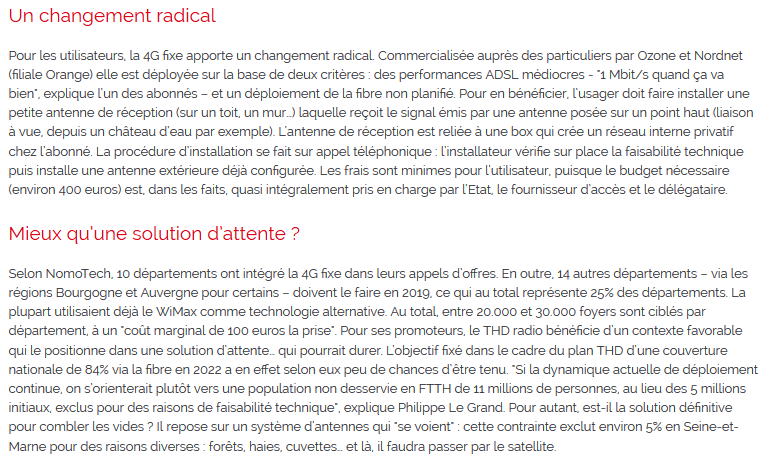 Un changement radical
Pour les utilisateurs, la 4G fixe apporte un changement radical. Commercialisée auprès des particuliers par Ozone et Nordnet
(filiale Orange) elle est déployée sur la base de deux critères : des performances ADSL médiocres - "1 Mbit/s quand ça va
bien", explique l'un des abonnés – et un déploiement de la fibre non planifié. Pour en bénéficier, l'usager doit faire installer une
petite antenne de réception (sur un toit, un mur…) laquelle reçoit le signal émis par une antenne posée sur un point haut (liaison
à vue, depuis un château d'eau par exemple). L'antenne de réception est reliée à une box qui crée un réseau interne privatif
chez l'abonné. La procédure d'installation se fait sur appel téléphonique : l'installateur vérifie sur place la faisabilité technique
puis installe une antenne extérieure déjà configurée. Les frais sont minimes pour l'utilisateur, puisque le budget nécessaire
(environ 400 euros) est, dans les faits, quasi intégralement pris en charge par l'Etat, le fournisseur d'accès et le délégataire.
Mieux qu'une solution d'attente ?
Selon NomoTech, 10 départements ont intégré la 4G fixe dans leurs appels d'offres. En outre, 14 autres départements – via les
régions Bourgogne et Auvergne pour certains – doivent le faire en 2019, ce qui au total représente 25% des départements. La
plupart utilisaient déjà le WiMax comme technologie alternative. Au total, entre 20.000 et 30.000 foyers sont ciblés par
département, à un "coût marginal de 100 euros la prise". Pour ses promoteurs, le THD radio bénéficie d'un contexte favorable
qui le positionne dans une solution d'attente… qui pourrait durer. L'objectif fixé dans le cadre du plan THD d'une couverture
nationale de 84% via la fibre en 2022 a en effet selon eux peu de chances d'être tenu. "Si la dynamique actuelle de déploiement
continue, on s'orienterait plutôt vers une population non desservie en FTTH de 11 millions de personnes, au lieu des 5 millions
initiaux, exclus pour des raisons de faisabilité technique", explique Philippe Le Grand. Pour autant, est-il la solution définitive
pour combler les vides ? Il repose sur un système d'antennes qui "se voient" : cette contrainte exclut environ 5% en Seine-et-
Marne pour des raisons diverses : forêts, haies, cuvettes… et là, il faudra passer par le satellite.